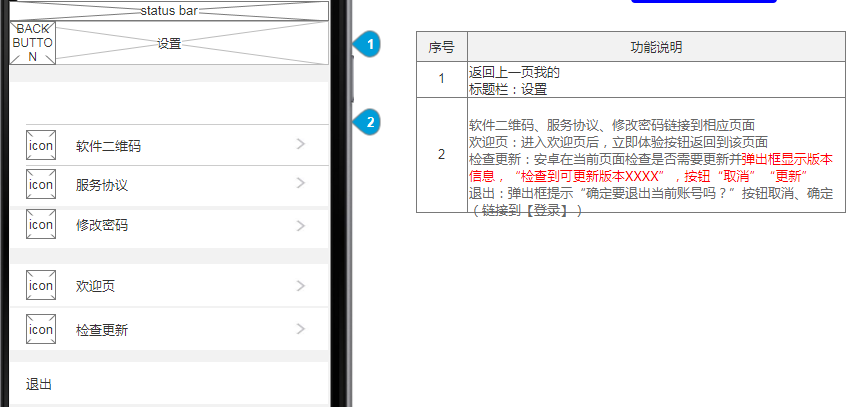 status bar
BACK
BUTTO
N
设置
1
2
icon
软件二维码
icon
服务协议
icon
修改密码
icon
欢迎页
icon
检查更新
退出
序号
功能说明
1
返回上一页我的
标题栏：设置
2
软件二维码、服务协议、修改密码链接到相应页面
欢迎页：进入欢迎页后，立即体验按钮返回到该页面
检查更新：安卓在当前页面检查是否需要更新并弹出框显示版本
信息，“检查到可更新版本XXXX”，按钮“取消”“更新”
退出：弹出框提示“确定要退出当前账号吗？”按钮取消、确定
（链接到【登录】）